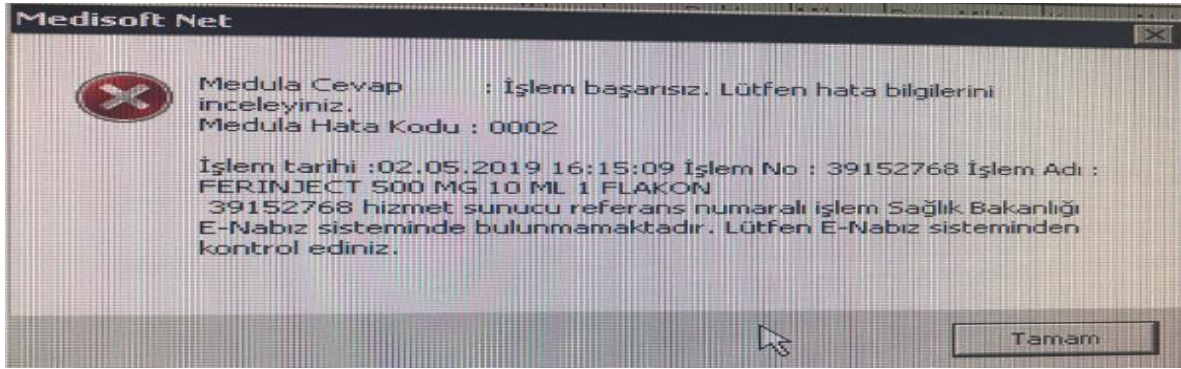 Medisoft Net
Medula Cevap : İşlem başarısız. Lütfen hata bilgilerini
inceleyiniz.
Medula Hata Kodu : 0002
İşlem tarihi :02.05.2019 16:15:09 İşlem No : 39152768 İşlem Adı :
FERINJECT 500 MG 10 ML 1 FLAKON
39152768 hizmet sunucu referans numaralı işlem Sağlık Bakanlığı
E-Nabız sisteminde bulunmamaktadır. Lütfen E-Nabız sisteminden
kontrol ediniz.
Tamam